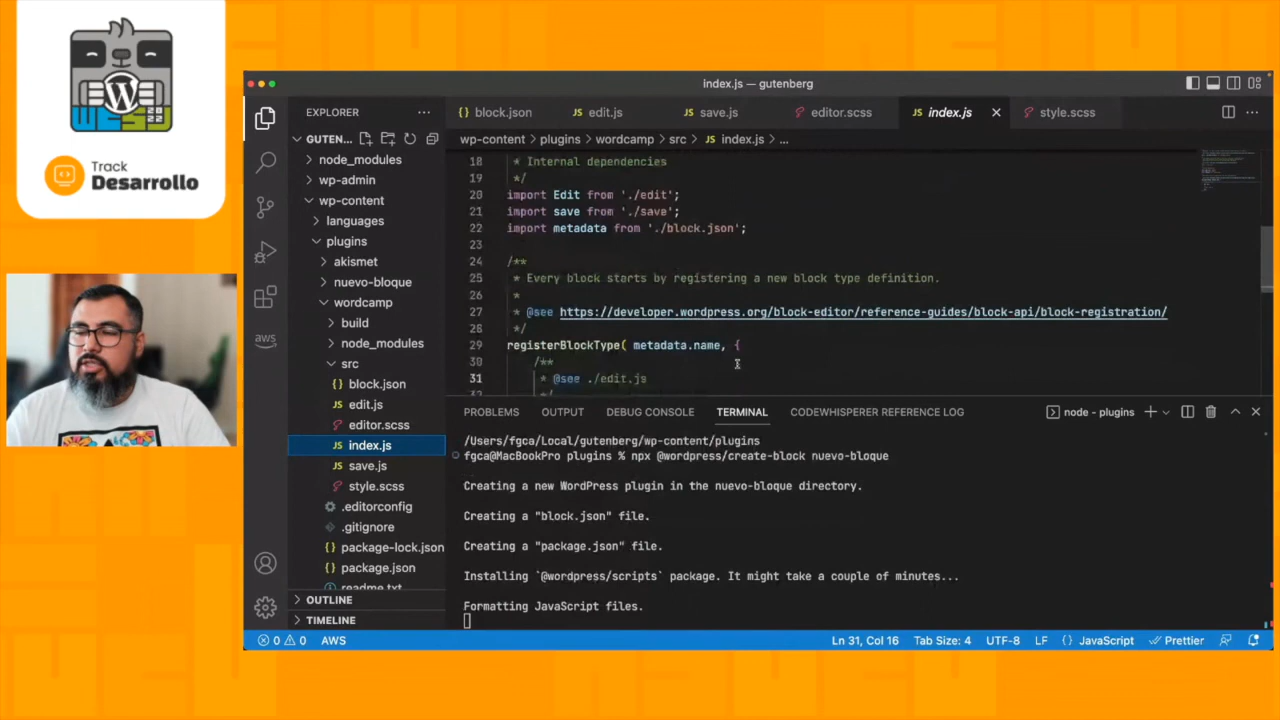 WES
20
22
Track
Desarrollo
index.js — gutenberg
EXPLORER
GUTEN...
node_modules
wp-admin
wp-content
languages
plugins
akismet
nuevo-bloque
wordcamp
build
node_modules
src
{} block.json
JS edit.js
editor.scss
JS index.js
JS save.js
style.scss
.editorconfig
.gitignore
{} package-lock.json
{} package.json
readme.txt
OUTLINE
TIMELINE
{} block.json JS edit.js JS save.js editor.scss JS index.js style.scss
wp-content > plugins > wordcamp > src > JS index.js > ...
18 * Internal dependencies
19 */
20 import Edit from './edit';
21 import save from './save';
22 import metadata from './block.json';
23
24 /**
25 * Every block starts by registering a new block type definition.
26 *
27 * @see https://developer.wordpress.org/block-editor/reference-guides/block-api/block-registration/
28 */
29 registerBlockType( metadata.name, {
30 /**
31 * @see ./edit.js
32 */
PROBLEMS OUTPUT DEBUG CONSOLE TERMINAL CODEWHISPERER REFERENCE LOG
node - plugins
/Users/fgca/Local/gutenberg/wp-content/plugins
fgca@MacBookPro plugins % npx @wordpress/create-block nuevo-bloque
Creating a new WordPress plugin in the nuevo-bloque directory.
Creating a "block.json" file.
Creating a "package.json" file.
Installing `@wordpress/scripts` package. It might take a couple of minutes...
Formatting JavaScript files.
0 0 AWS
Ln 31, Col 16 Tab Size: 4 UTF-8 LF {} JavaScript Prettier